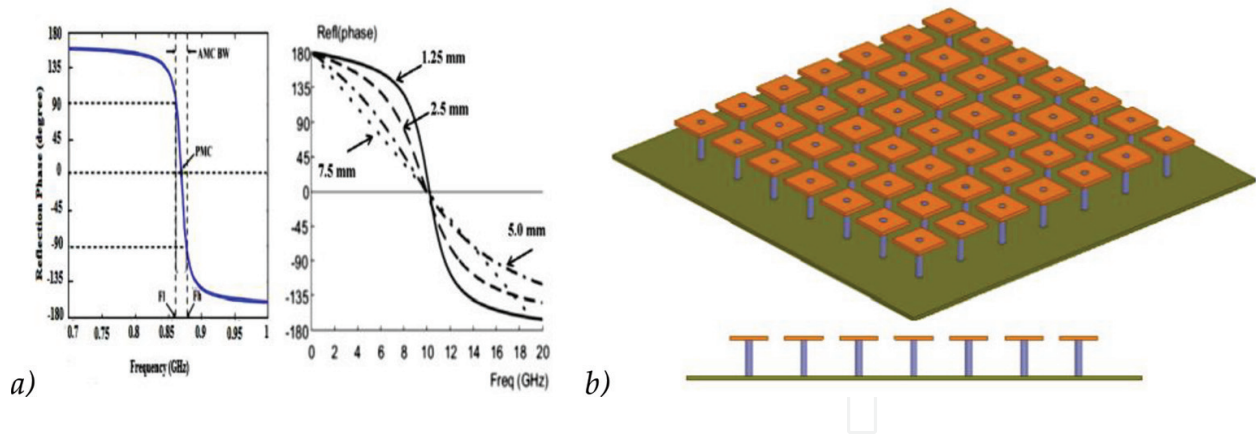 180
135
90
45
0
-45
-90
-135
-180
Reflection Phase (degree)
AMC BW
PMC
Fl
Fh
0.7
0.75
0.8
0.85
0.9
0.95
1
Frequency (GHz)
Refl(phase)
180
135
90
45
0
-45
-90
-135
-180
1.25 mm
2.5 mm
7.5 mm
5.0 mm
0 2 4 6 8 10 12 14 16 18 20
Freq (GHz)
a)
b)